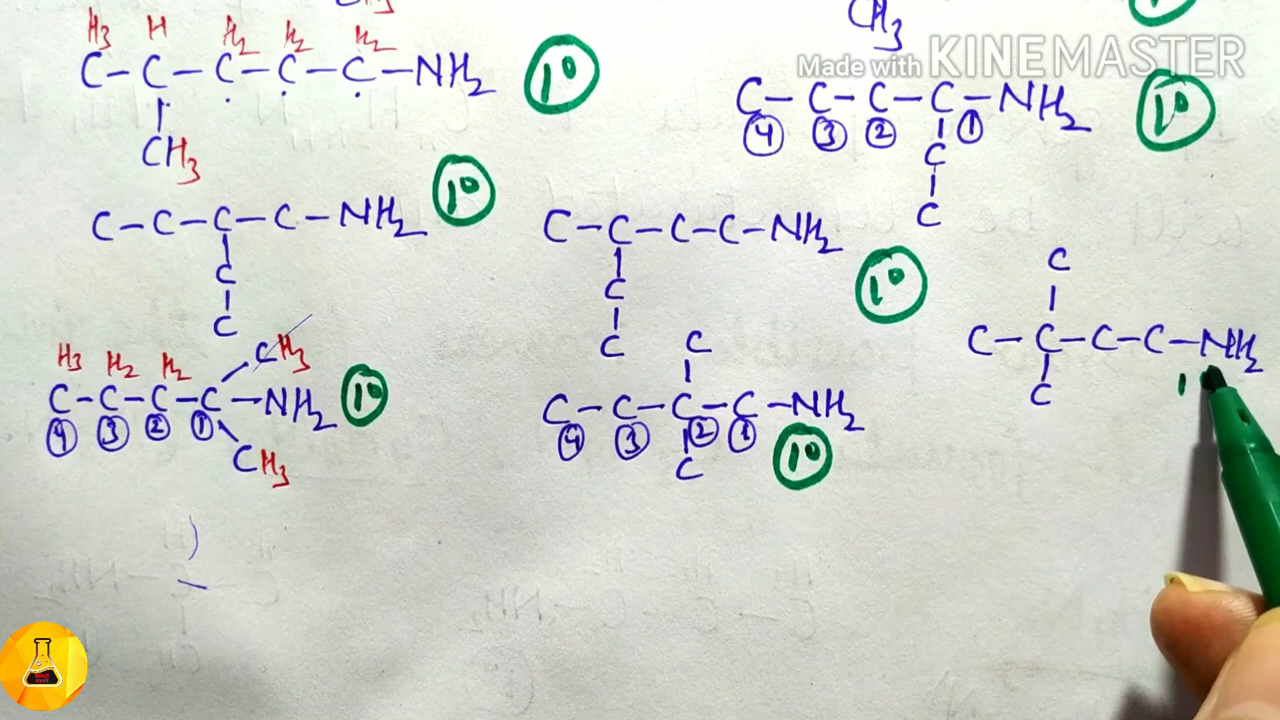 CH3
Made with KINEMASTER
H3 H H2 H2 H2
C-C-C-C-C-NH2 1°
CH3
C-C-C-C-NH2 1°
4 3 2 1
C
C
C-C-C-C-NH2 1°
C
C
C-C-C-C-NH2 1°
C
C
C
C-C-C-C-NH2
C
1
H3 H2 H2 CH3
C-C-C-C-NH2 1°
4 3 2 1
CH3
C
C-C-C-C-NH2
4 3 2 1
C 1°